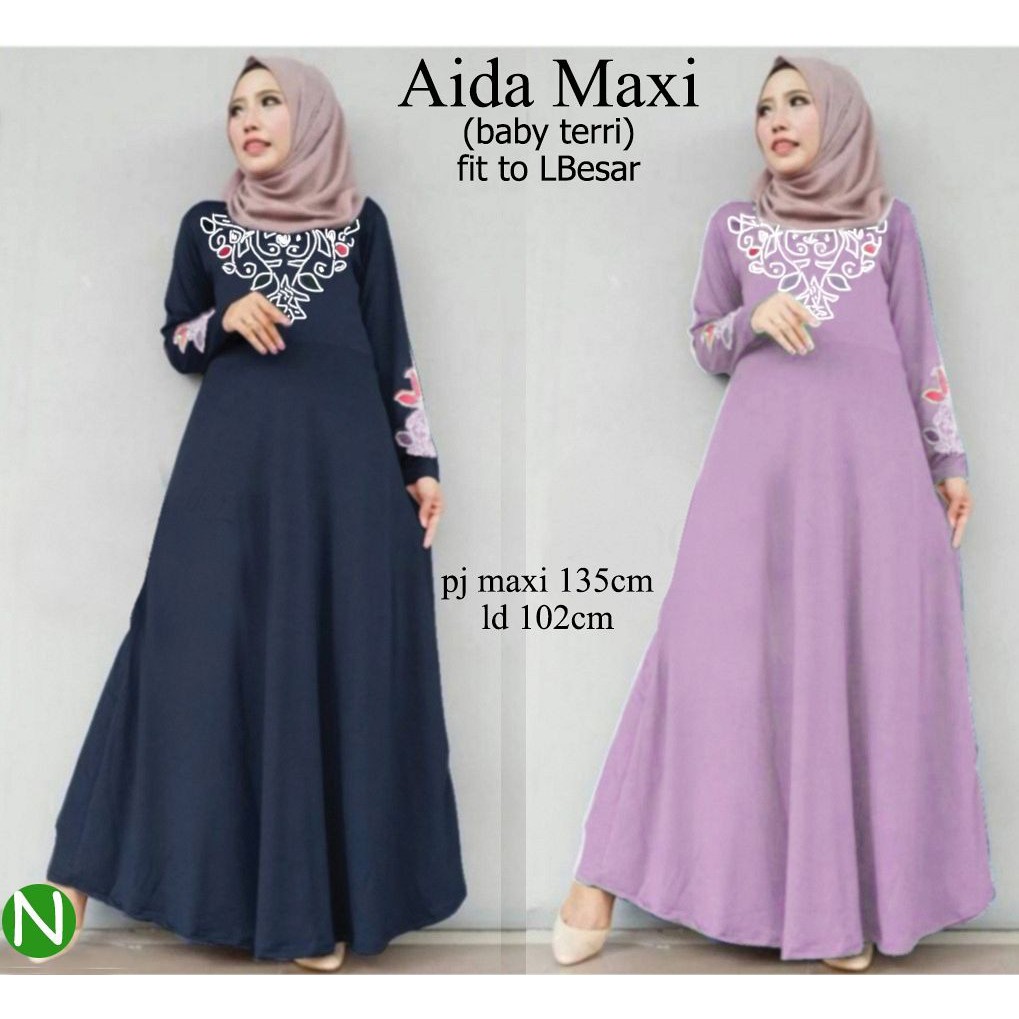 Aida Maxi
(baby terri)
fit to LBesar
pj maxi 135cm
ld 102cm
N